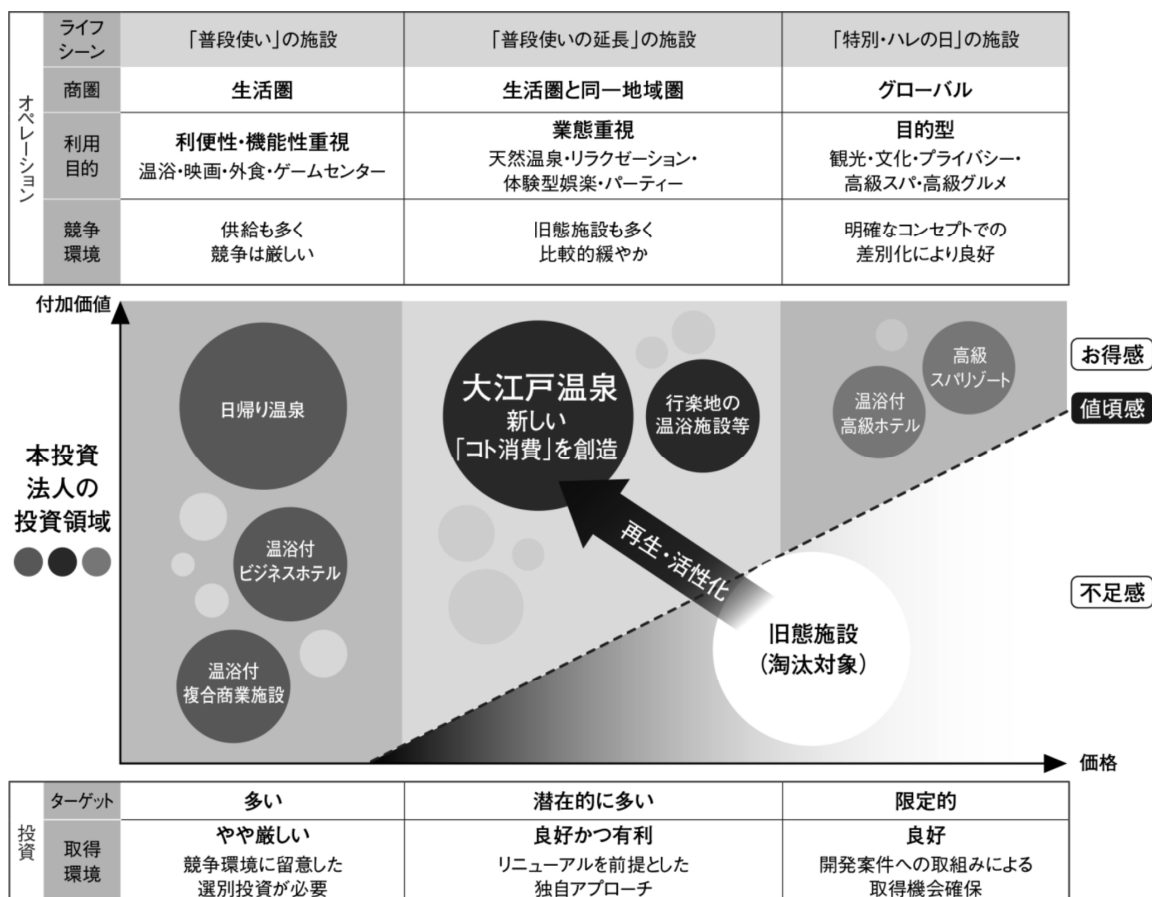 オペレーション
ライフ
シーン
「普段使い」の施設
「普段使いの延長」の施設
「特別・ハレの日」の施設
商圏
生活圏
生活圏と同一地域圏
グローバル
利用
目的
利便性・機能性重視
温浴・映画・外食・ゲームセンター
業態重視
天然温泉・リラクゼーション・
体験型娯楽・パーティー
目的型
観光・文化・プライバシー・
高級スパ・高級グルメ
競争
環境
供給も多く
競争は厳しい
旧態施設も多く
比較的緩やか
明確なコンセプトでの
差別化により良好
付加価値
本投資
法人の
投資領域
日帰り温泉
温浴付
ビジネスホテル
温浴付
複合商業施設
大江戸温泉
新しい
「コト消費」を創造
行楽地の
温浴施設等
高級
スパリゾート
温浴付
高級ホテル
再生・活性化
旧態施設
（淘汰対象）
お得感
値頃感
不足感
価格
投資
ターゲット
多い
潜在的に多い
限定的
取得
環境
やや厳しい
競争環境に留意した
選別投資が必要
良好かつ有利
リニューアルを前提とした
独自アプローチ
良好
開発案件への取組みによる
取得機会確保